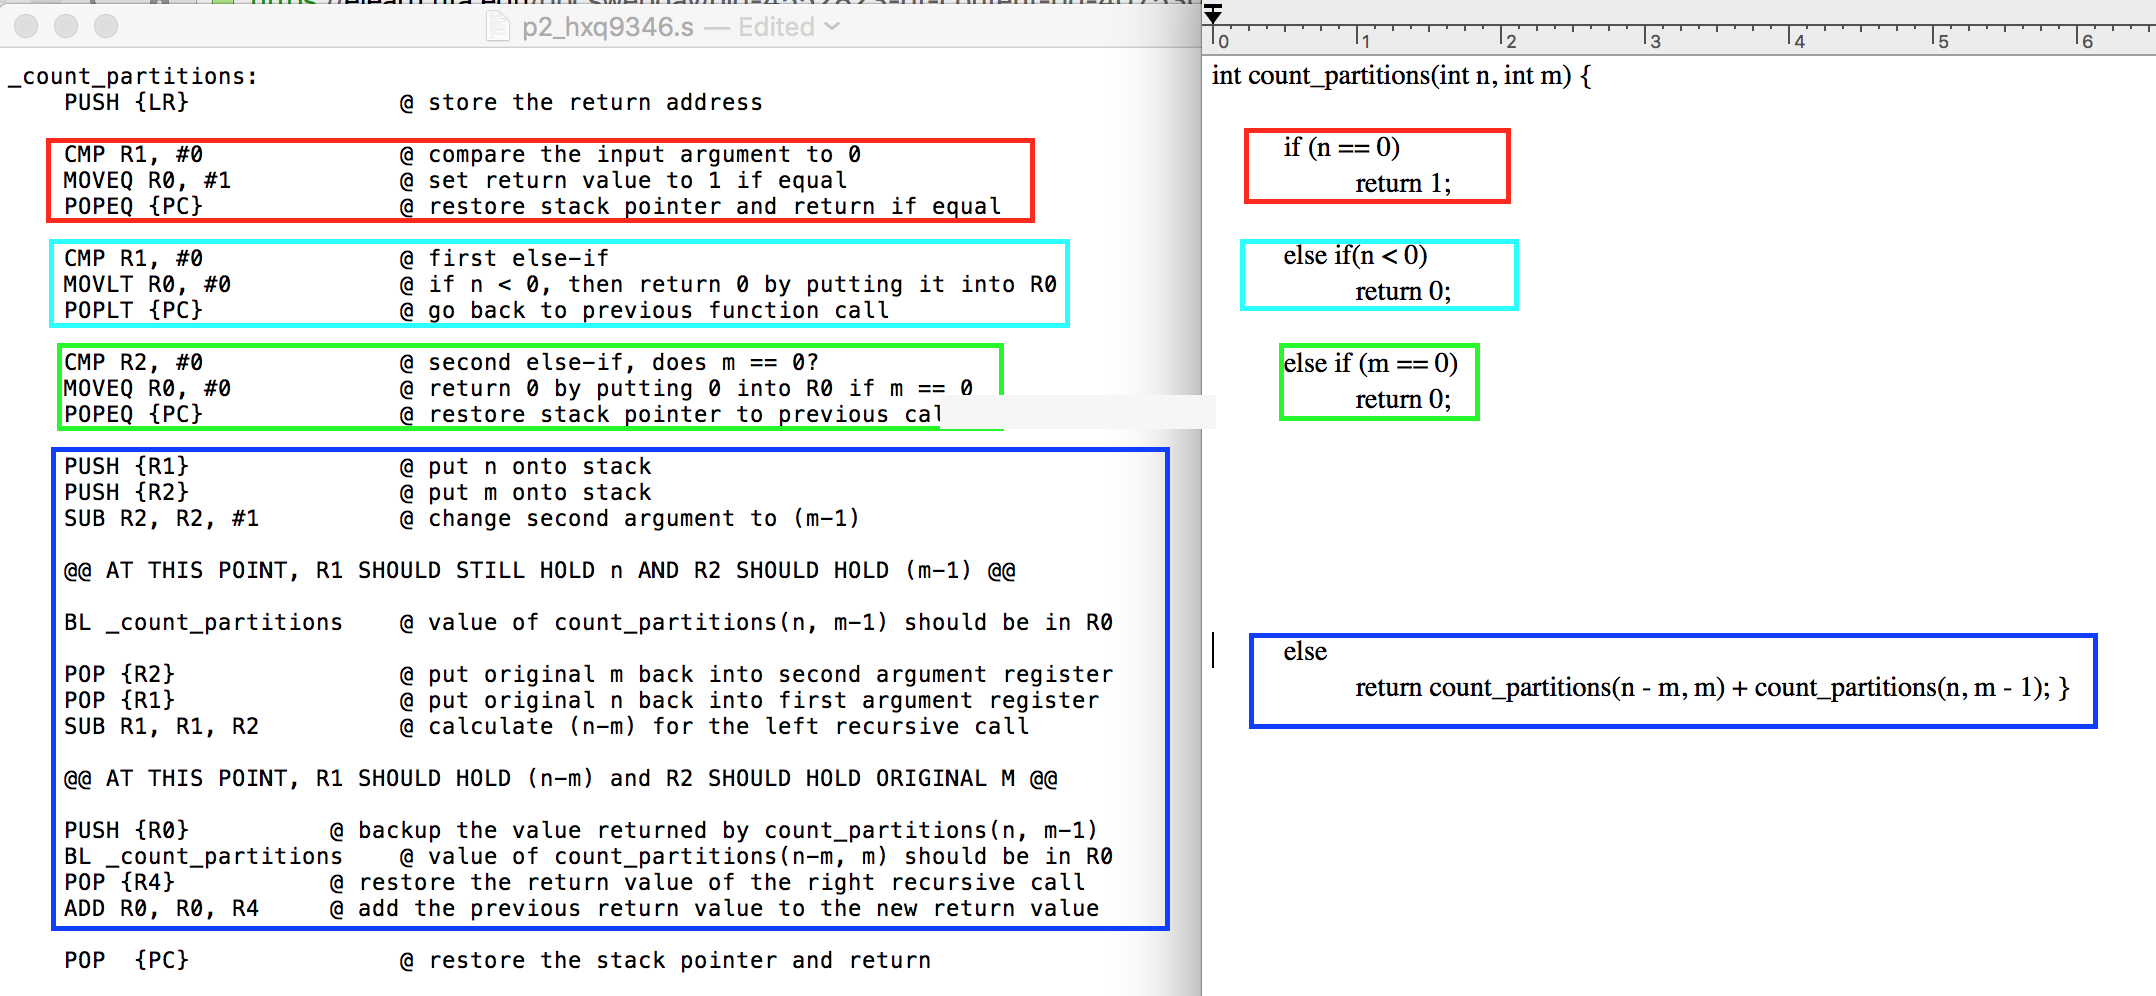 p2_hxq9346.s — Edited
_count_partitions:
PUSH {LR} @ store the return address
CMP R1, #0 @ compare the input argument to 0
MOVEQ R0, #1 @ set return value to 1 if equal
POPEQ {PC} @ restore stack pointer and return if equal
CMP R1, #0 @ first else-if
MOVLT R0, #0 @ if n < 0, then return 0 by putting it into R0
POPLT {PC} @ go back to previous function call
CMP R2, #0 @ second else-if, does m == 0?
MOVEQ R0, #0 @ return 0 by putting 0 into R0 if m == 0
POPEQ {PC} @ restore stack pointer to previous
PUSH {R1} @ put n onto stack
PUSH {R2} @ put m onto stack
SUB R2, R2, #1 @ change second argument to (m-1)
@@ AT THIS POINT, R1 SHOULD STILL HOLD n AND R2 SHOULD HOLD (m-1) @@
BL _count_partitions @ value of count_partitions(n, m-1) should be in R0
POP {R2} @ put original m back into second argument register
POP {R1} @ put original n back into first argument register
SUB R1, R1, R2 @ calculate (n-m) for the left recursive call
@@ AT THIS POINT, R1 SHOULD HOLD (n-m) and R2 SHOULD HOLD ORIGINAL M @@
PUSH {R0} @ backup the value returned by count_partitions(n, m-1)
BL _count_partitions @ value of count_partitions(n-m, m) should be in R0
POP {R4} @ restore the return value of the right recursive call
ADD R0, R0, R4 @ add the previous return value to the new return value
POP {PC} @ restore the stack pointer and return
0 1 2 3 4 5 6
int count_partitions(int n, int m) {
if (n == 0)
return 1;
else if(n < 0)
return 0;
else if (m == 0)
return 0;
else
return count_partitions(n - m, m) + count_partitions(n, m - 1); }